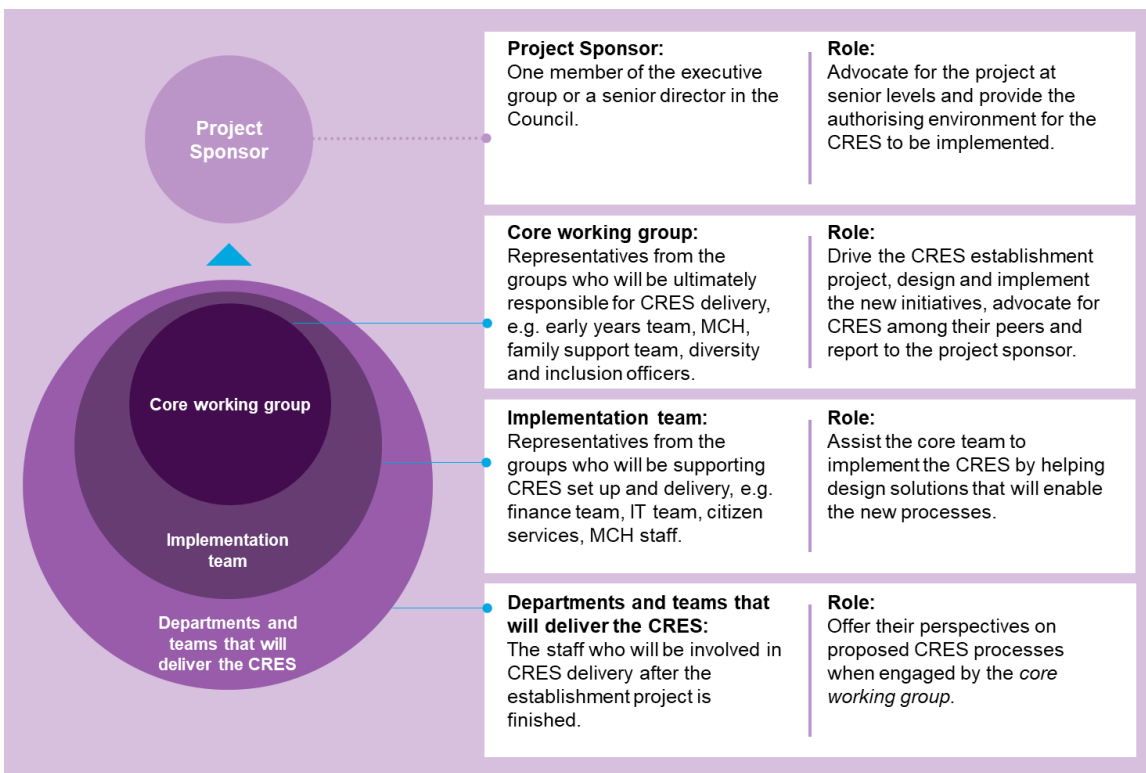 Project
Sponsor
Project Sponsor:
One member of the executive
group or a senior director in the
Council.
Role:
Advocate for the project at
senior levels and provide the
authorising environment for the
CRES to be implemented.
Core working group:
Representatives from the
groups who will be ultimately
responsible for CRES delivery,
e.g. early years team, MCH,
family support team, diversity
and inclusion officers.
Role:
Drive the CRES establishment
project, design and implement
the new initiatives, advocate for
CRES among their peers and
report to the project sponsor.
Core working group
Implementation team:
Representatives from the
groups who will be supporting
CRES set up and delivery, e.g.
finance team, IT team, citizen
services, MCH staff.
Role:
Assist the core team to
implement the CRES by helping
design solutions that will enable
the new processes.
Implementation
team
Departments and
teams that will
deliver the CRES
Departments and teams that
will deliver the CRES:
The staff who will be involved in
CRES delivery after the
establishment project is
finished.
Role:
Offer their perspectives on
proposed CRES processes
when engaged by the core
working group.